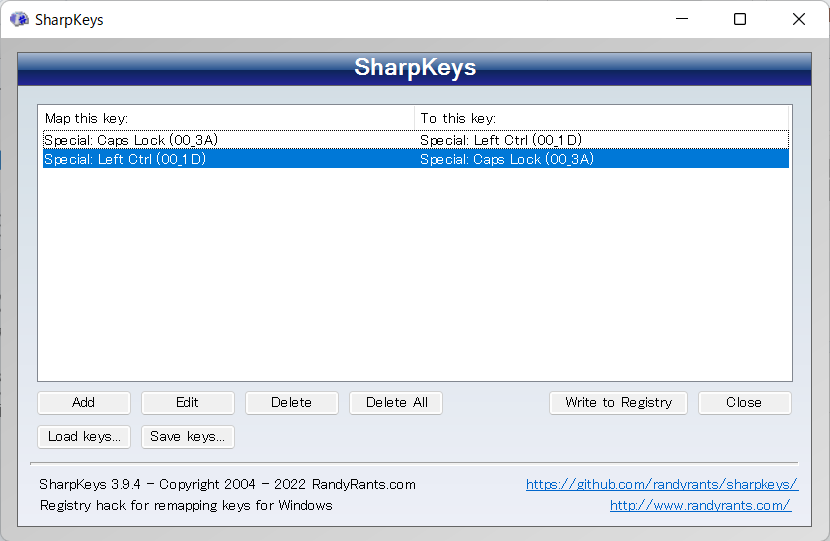 SharpKeys
SharpKeys
Map this key: To this key:
Special: Caps Lock (00_3A) Special: Left Ctrl (00_1D)
Special: Left Ctrl (00_1D) Special: Caps Lock (00_3A)
Add Edit Delete Delete All Write to Registry Close
Load keys... Save keys...
SharpKeys 3.9.4 - Copyright 2004 - 2022 RandyRants.com https://github.com/randyrants/sharpkeys/
Registry hack for remapping keys for Windows http://www.randyrants.com/